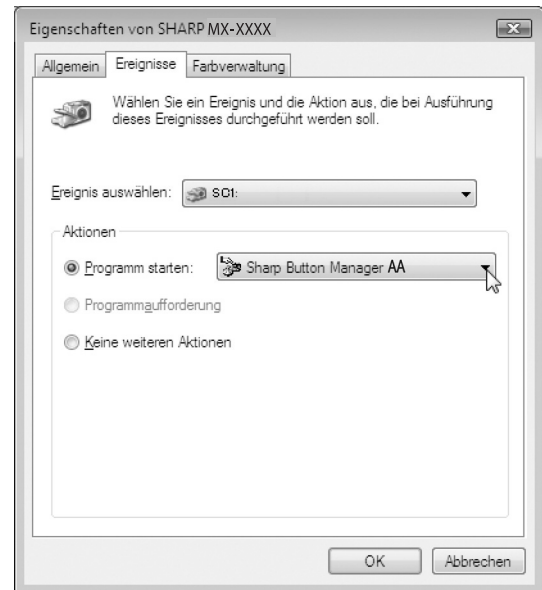 Eigenschaften von SHARP MX-XXXX
Allgemein Ereignisse Farbverwaltung
Wählen Sie ein Ereignis und die Aktion aus, die bei Ausführung
dieses Ereignisses durchgeführt werden soll.
Ereignis auswählen: SC1:
Aktionen
Programm starten: Sharp Button Manager AA
Programmaufforderung
Keine weiteren Aktionen
OK Abbrechen